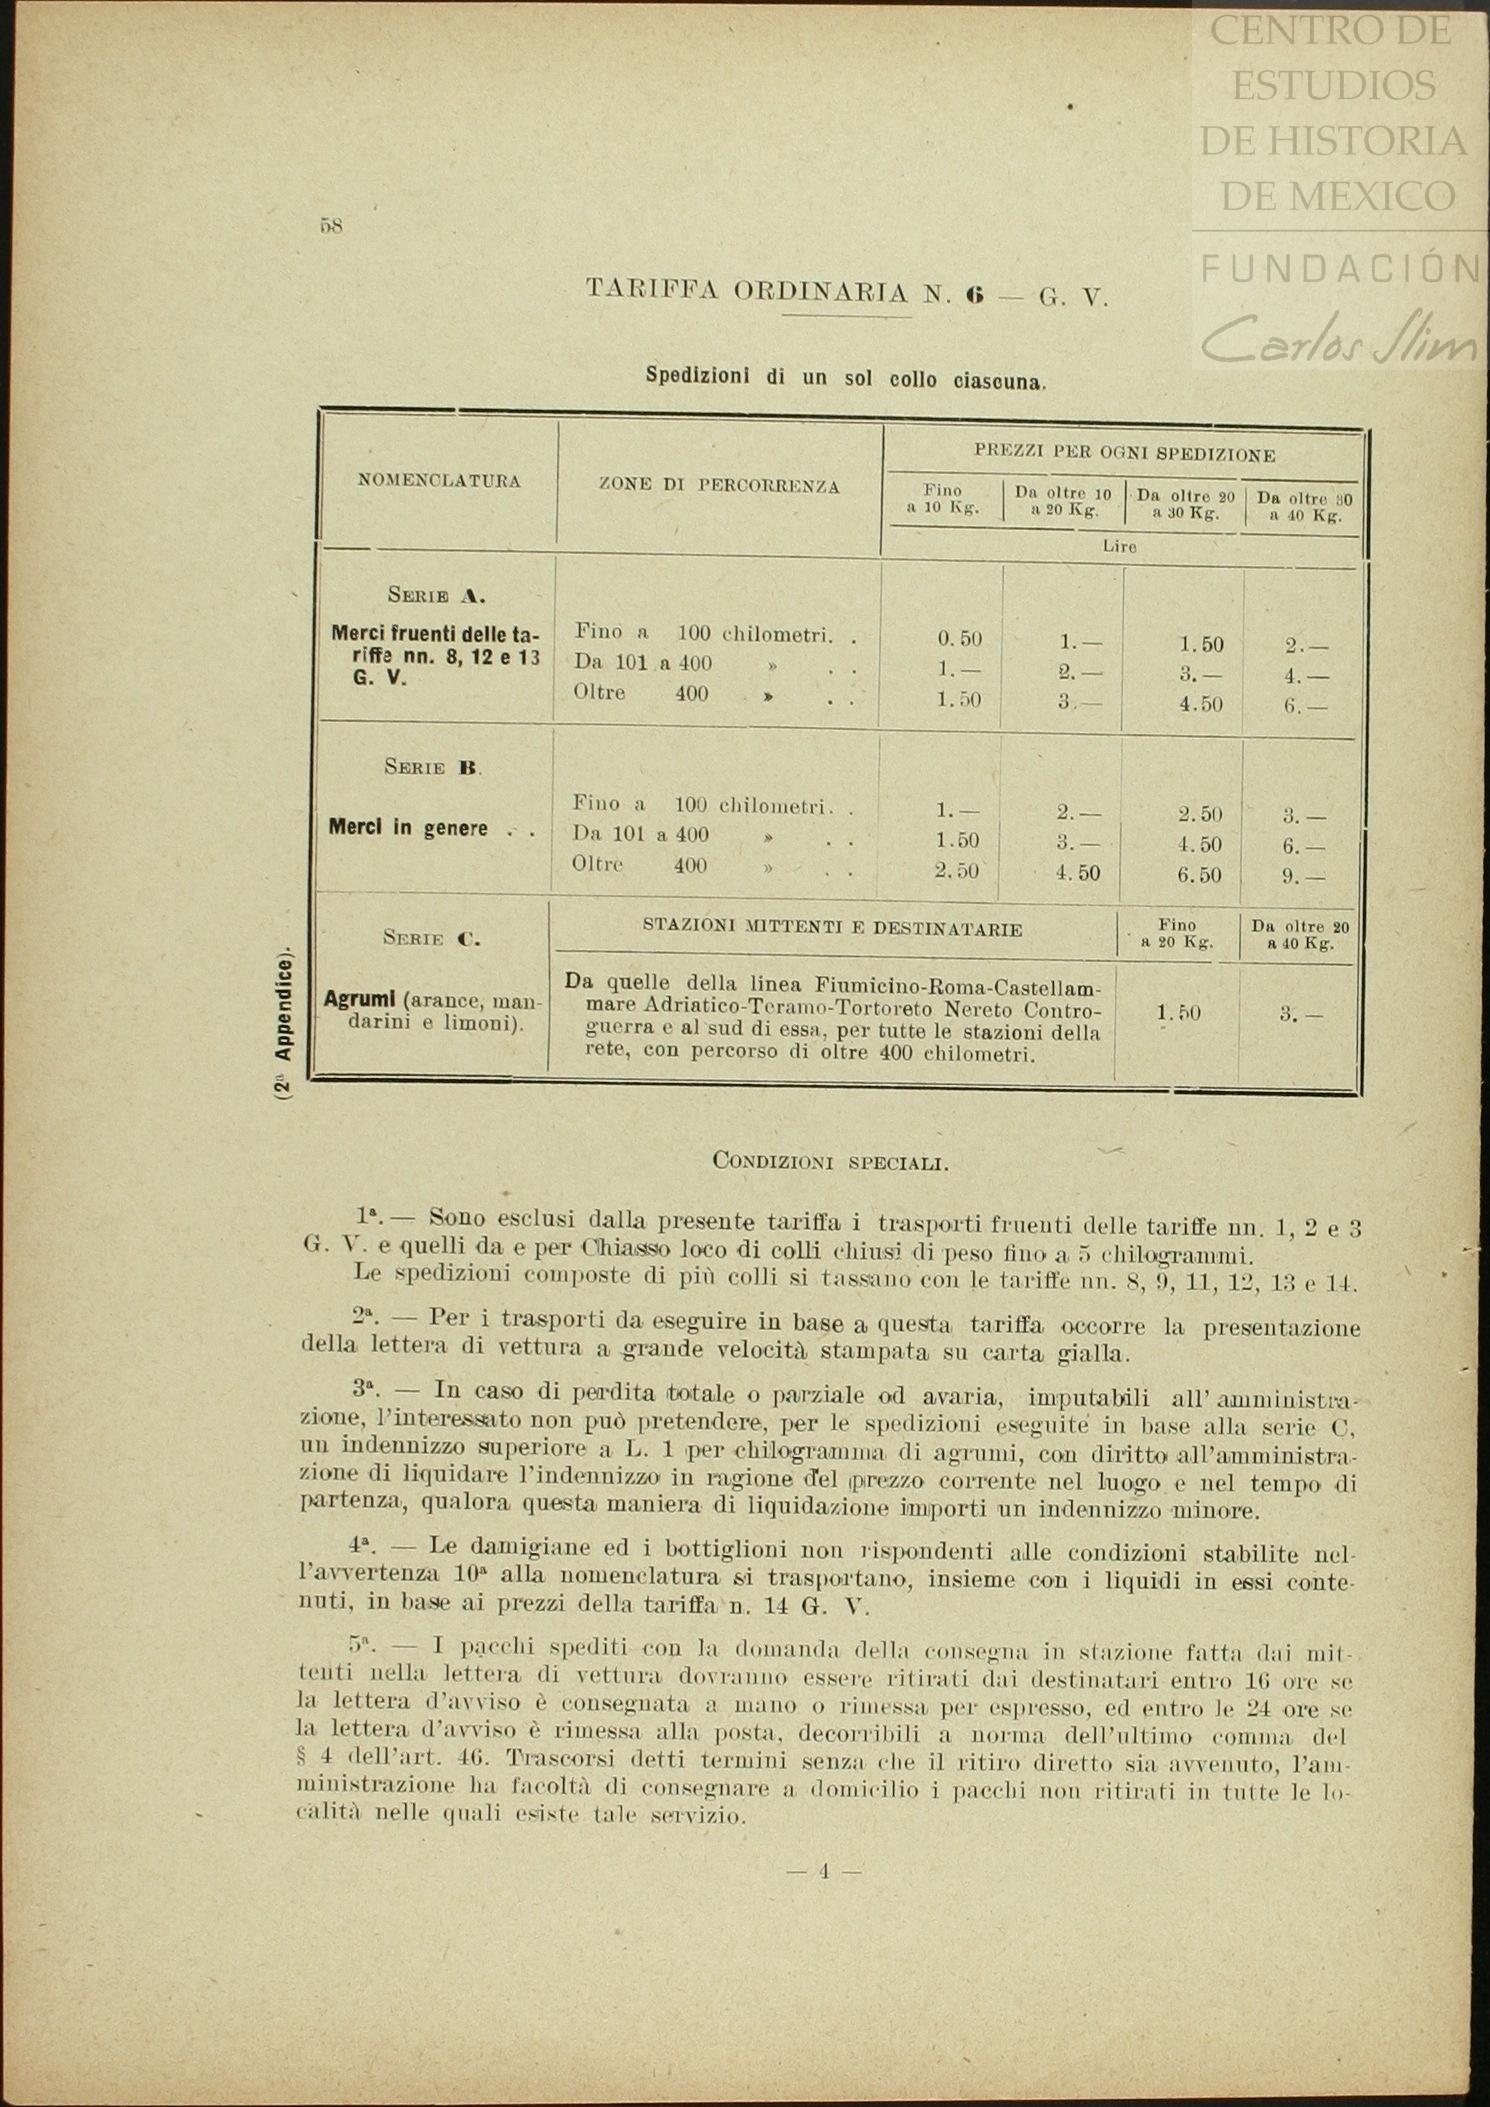 CENTRO DE
ESTUDIOS
DE HISTORIA
DE MEXICO
FUNDACIÓN
Carlos Slim
58
TARIFFA ORDINARIA N. 6 — G. V.
Spedizioni di un sol collo ciascuna.
NOMENCLATURA
ZONE DI PERCORRENZA
PREZZI PER OGNI SPEDIZIONE
Fino a 10 Kg.
Da oltre 10 a 20 Kg.
Da oltre 20 a 30 Kg.
Da oltre 30 a 40 Kg.
Lire
SERIE A.
Merci fruenti delle ta-
riffe nn. 8, 12 e 13
G. V.
Fino a 100 chilometri. . 0.50 1.— 1.50 2.—
Da 101 a 400 » . . 1.— 2.— 3.— 4.—
Oltre 400 » . . 1.50 3.— 4.50 6.—
SERIE B.
Merci in genere . .
Fino a 100 chilometri. . 1.— 2.— 2.50 3.—
Da 101 a 400 » . . 1.50 3.— 4.50 6.—
Oltre 400 » . . 2.50 4.50 6.50 9.—
SERIE C.
STAZIONI MITTENTI E DESTINATARIE
Fino a 20 Kg.
Da oltre 20 a 40 Kg.
Agrumi (arance, man-
darini e limoni).
Da quelle della linea Fiumicino-Roma-Castellam-
mare Adriatico-Teramo-Tortoreto Nereto Contro-
guerra e al sud di essa, per tutte le stazioni della
rete, con percorso di oltre 400 chilometri.
1.50 3.—
(2ª Appendice).
CONDIZIONI SPECIALI.
1ª. — Sono esclusi dalla presente tariffa i trasporti fruenti delle tariffe nn. 1, 2 e 3
G. V. e quelli da e per Chiasso loco di colli chiusi di peso fino a 5 chilogrammi.
Le spedizioni composte di più colli si tassano con le tariffe nn. 8, 9, 11, 12, 13 e 14.
2ª. — Per i trasporti da eseguire in base a questa tariffa occorre la presentazione
della lettera di vettura a grande velocità stampata su carta gialla.
3ª. — In caso di perdita totale o parziale od avaria, imputabili all' amministra-
zione, l'interessato non può pretendere, per le spedizioni eseguite in base alla serie C,
un indennizzo superiore a L. 1 per chilogramma di agrumi, con diritto all'amministra-
zione di liquidare l'indennizzo in ragione del prezzo corrente nel luogo e nel tempo di
partenza, qualora questa maniera di liquidazione importi un indennizzo minore.
4ª. — Le damigiane ed i bottiglioni non rispondenti alle condizioni stabilite nel-
l'avvertenza 10ª alla nomenclatura si trasportano, insieme con i liquidi in essi conte-
nuti, in base ai prezzi della tariffa n. 14 G. V.
5ª. — I pacchi spediti con la domanda della consegna in stazione fatta dai mit-
tenti nella lettera di vettura dovranno essere ritirati dai destinatari entro 16 ore se
la lettera d'avviso è consegnata a mano o rimessa per espresso, ed entro le 24 ore se
la lettera d'avviso è rimessa alla posta, decorribili a norma dell'ultimo comma del
§ 4 dell'art. 46. Trascorsi detti termini senza che il ritiro diretto sia avvenuto, l'am-
ministrazione ha facoltà di consegnare a domicilio i pacchi non ritirati in tutte le lo-
calità nelle quali esiste tale servizio.
— 4 —